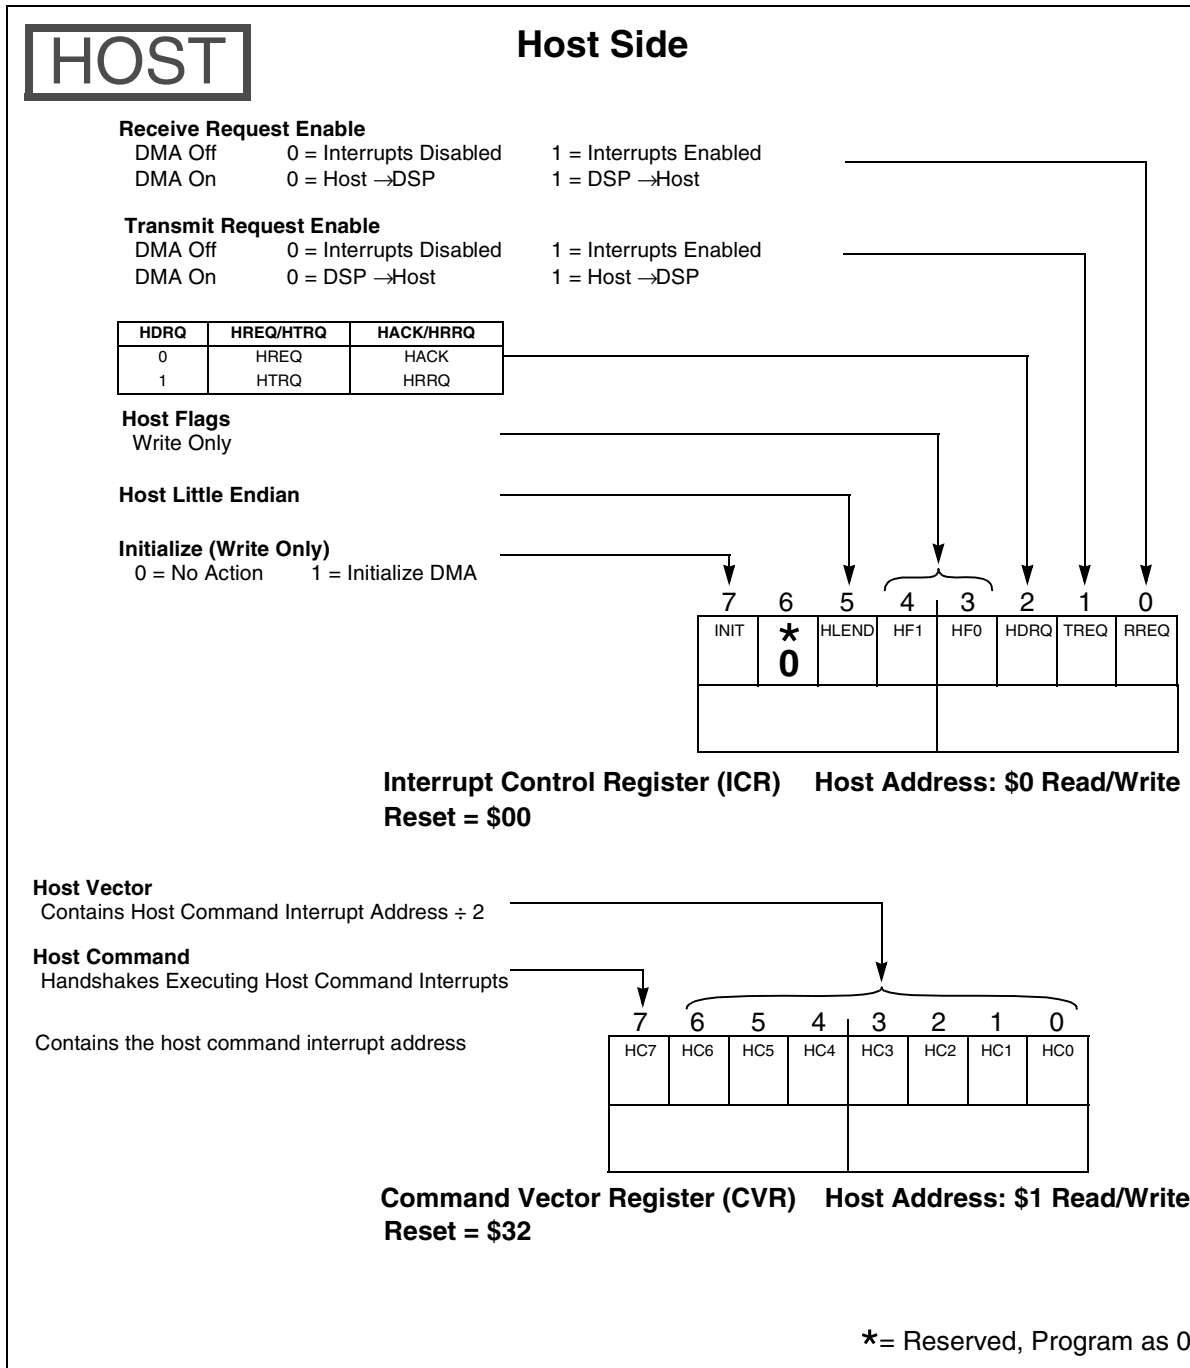 HOST
Host Side
Receive Request Enable
DMA Off 0 = Interrupts Disabled 1 = Interrupts Enabled
DMA On 0 = Host →DSP 1 = DSP →Host
Transmit Request Enable
DMA Off 0 = Interrupts Disabled 1 = Interrupts Enabled
DMA On 0 = DSP →Host 1 = Host →DSP
HDRQ HREQ/HTRQ HACK/HRRQ
0 HREQ HACK
1 HTRQ HRRQ
Host Flags
Write Only
Host Little Endian
Initialize (Write Only)
0 = No Action 1 = Initialize DMA
7 6 5 4 3 2 1 0
INIT * HLEND HF1 HF0 HDRQ TREQ RREQ
0
Interrupt Control Register (ICR) Host Address: $0 Read/Write
Reset = $00
Host Vector
Contains Host Command Interrupt Address ÷ 2
Host Command
Handshakes Executing Host Command Interrupts
Contains the host command interrupt address
7 6 5 4 3 2 1 0
HC7 HC6 HC5 HC4 HC3 HC2 HC1 HC0
Command Vector Register (CVR) Host Address: $1 Read/Write
Reset = $32
*= Reserved, Program as 0